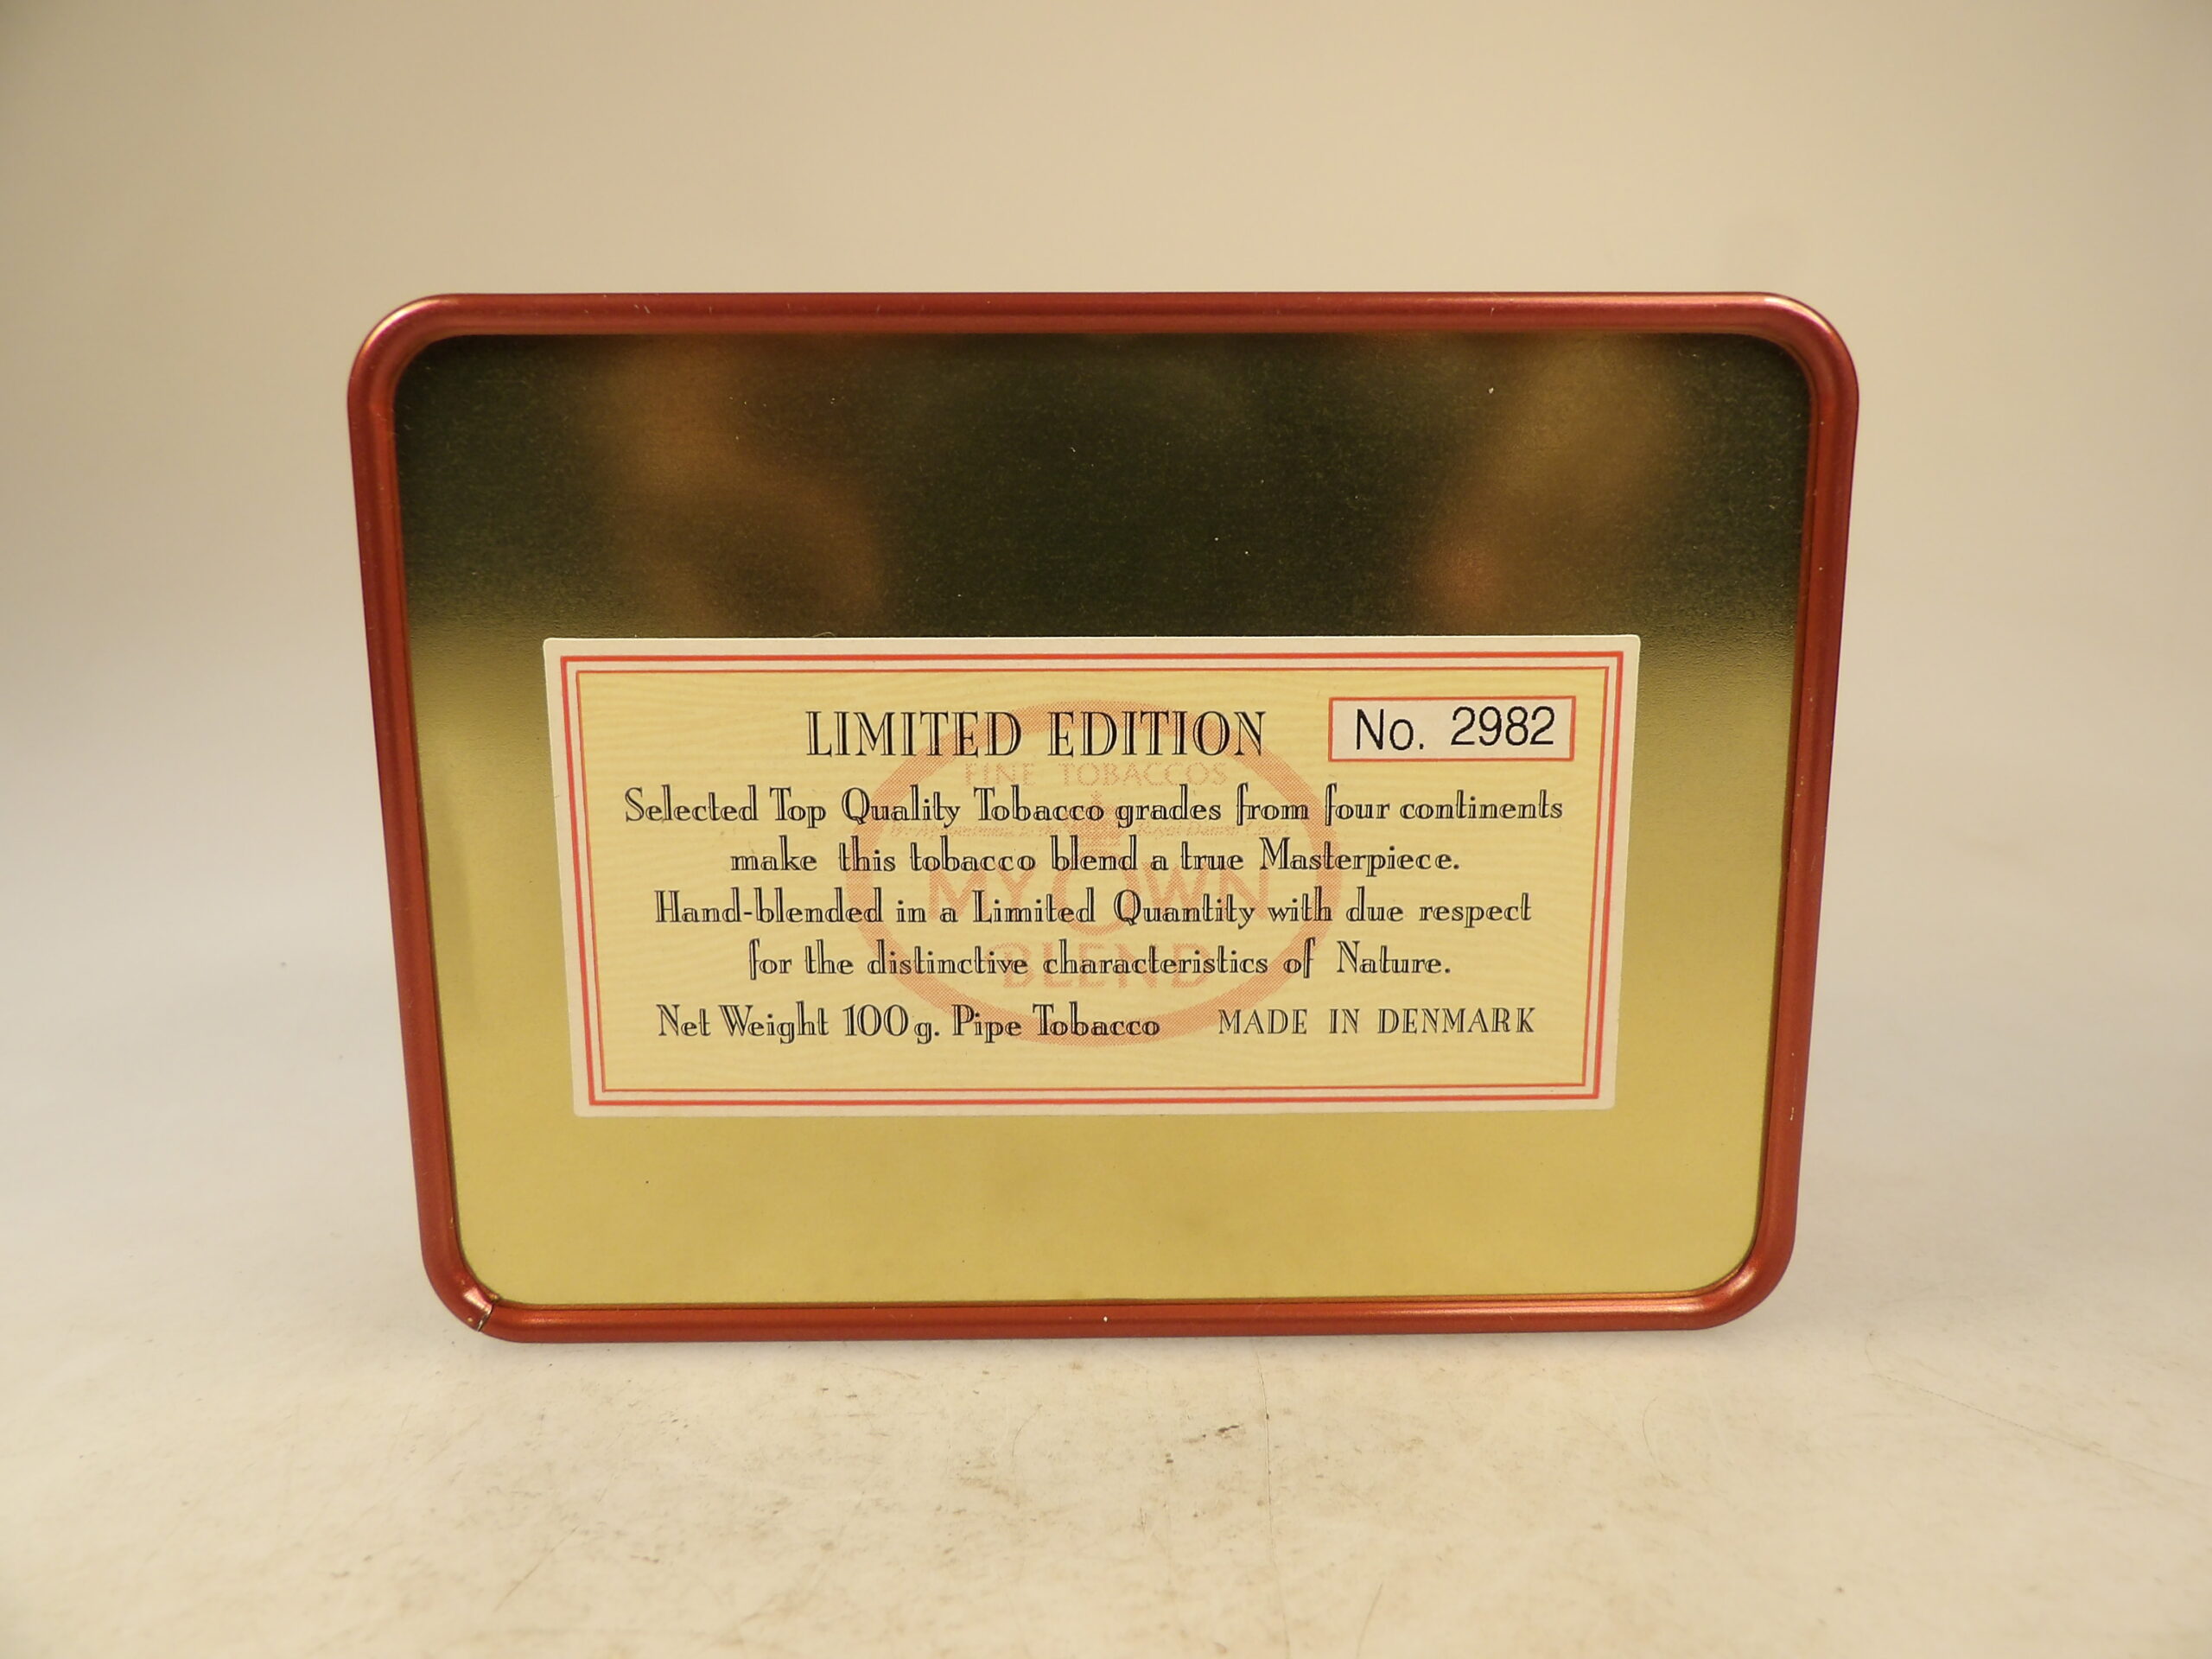 LIMITED EDITION
No. 2982
FINE TOBACCOS
Selected Top Quality Tobacco grades from four continents
make this tobacco blend a true Masterpiece.
MY OWN
Hand-blended in a Limited Quantity with due respect
for the distinctive characteristics of Nature.
BLEND
Net Weight 100g. Pipe Tobacco MADE IN DENMARK